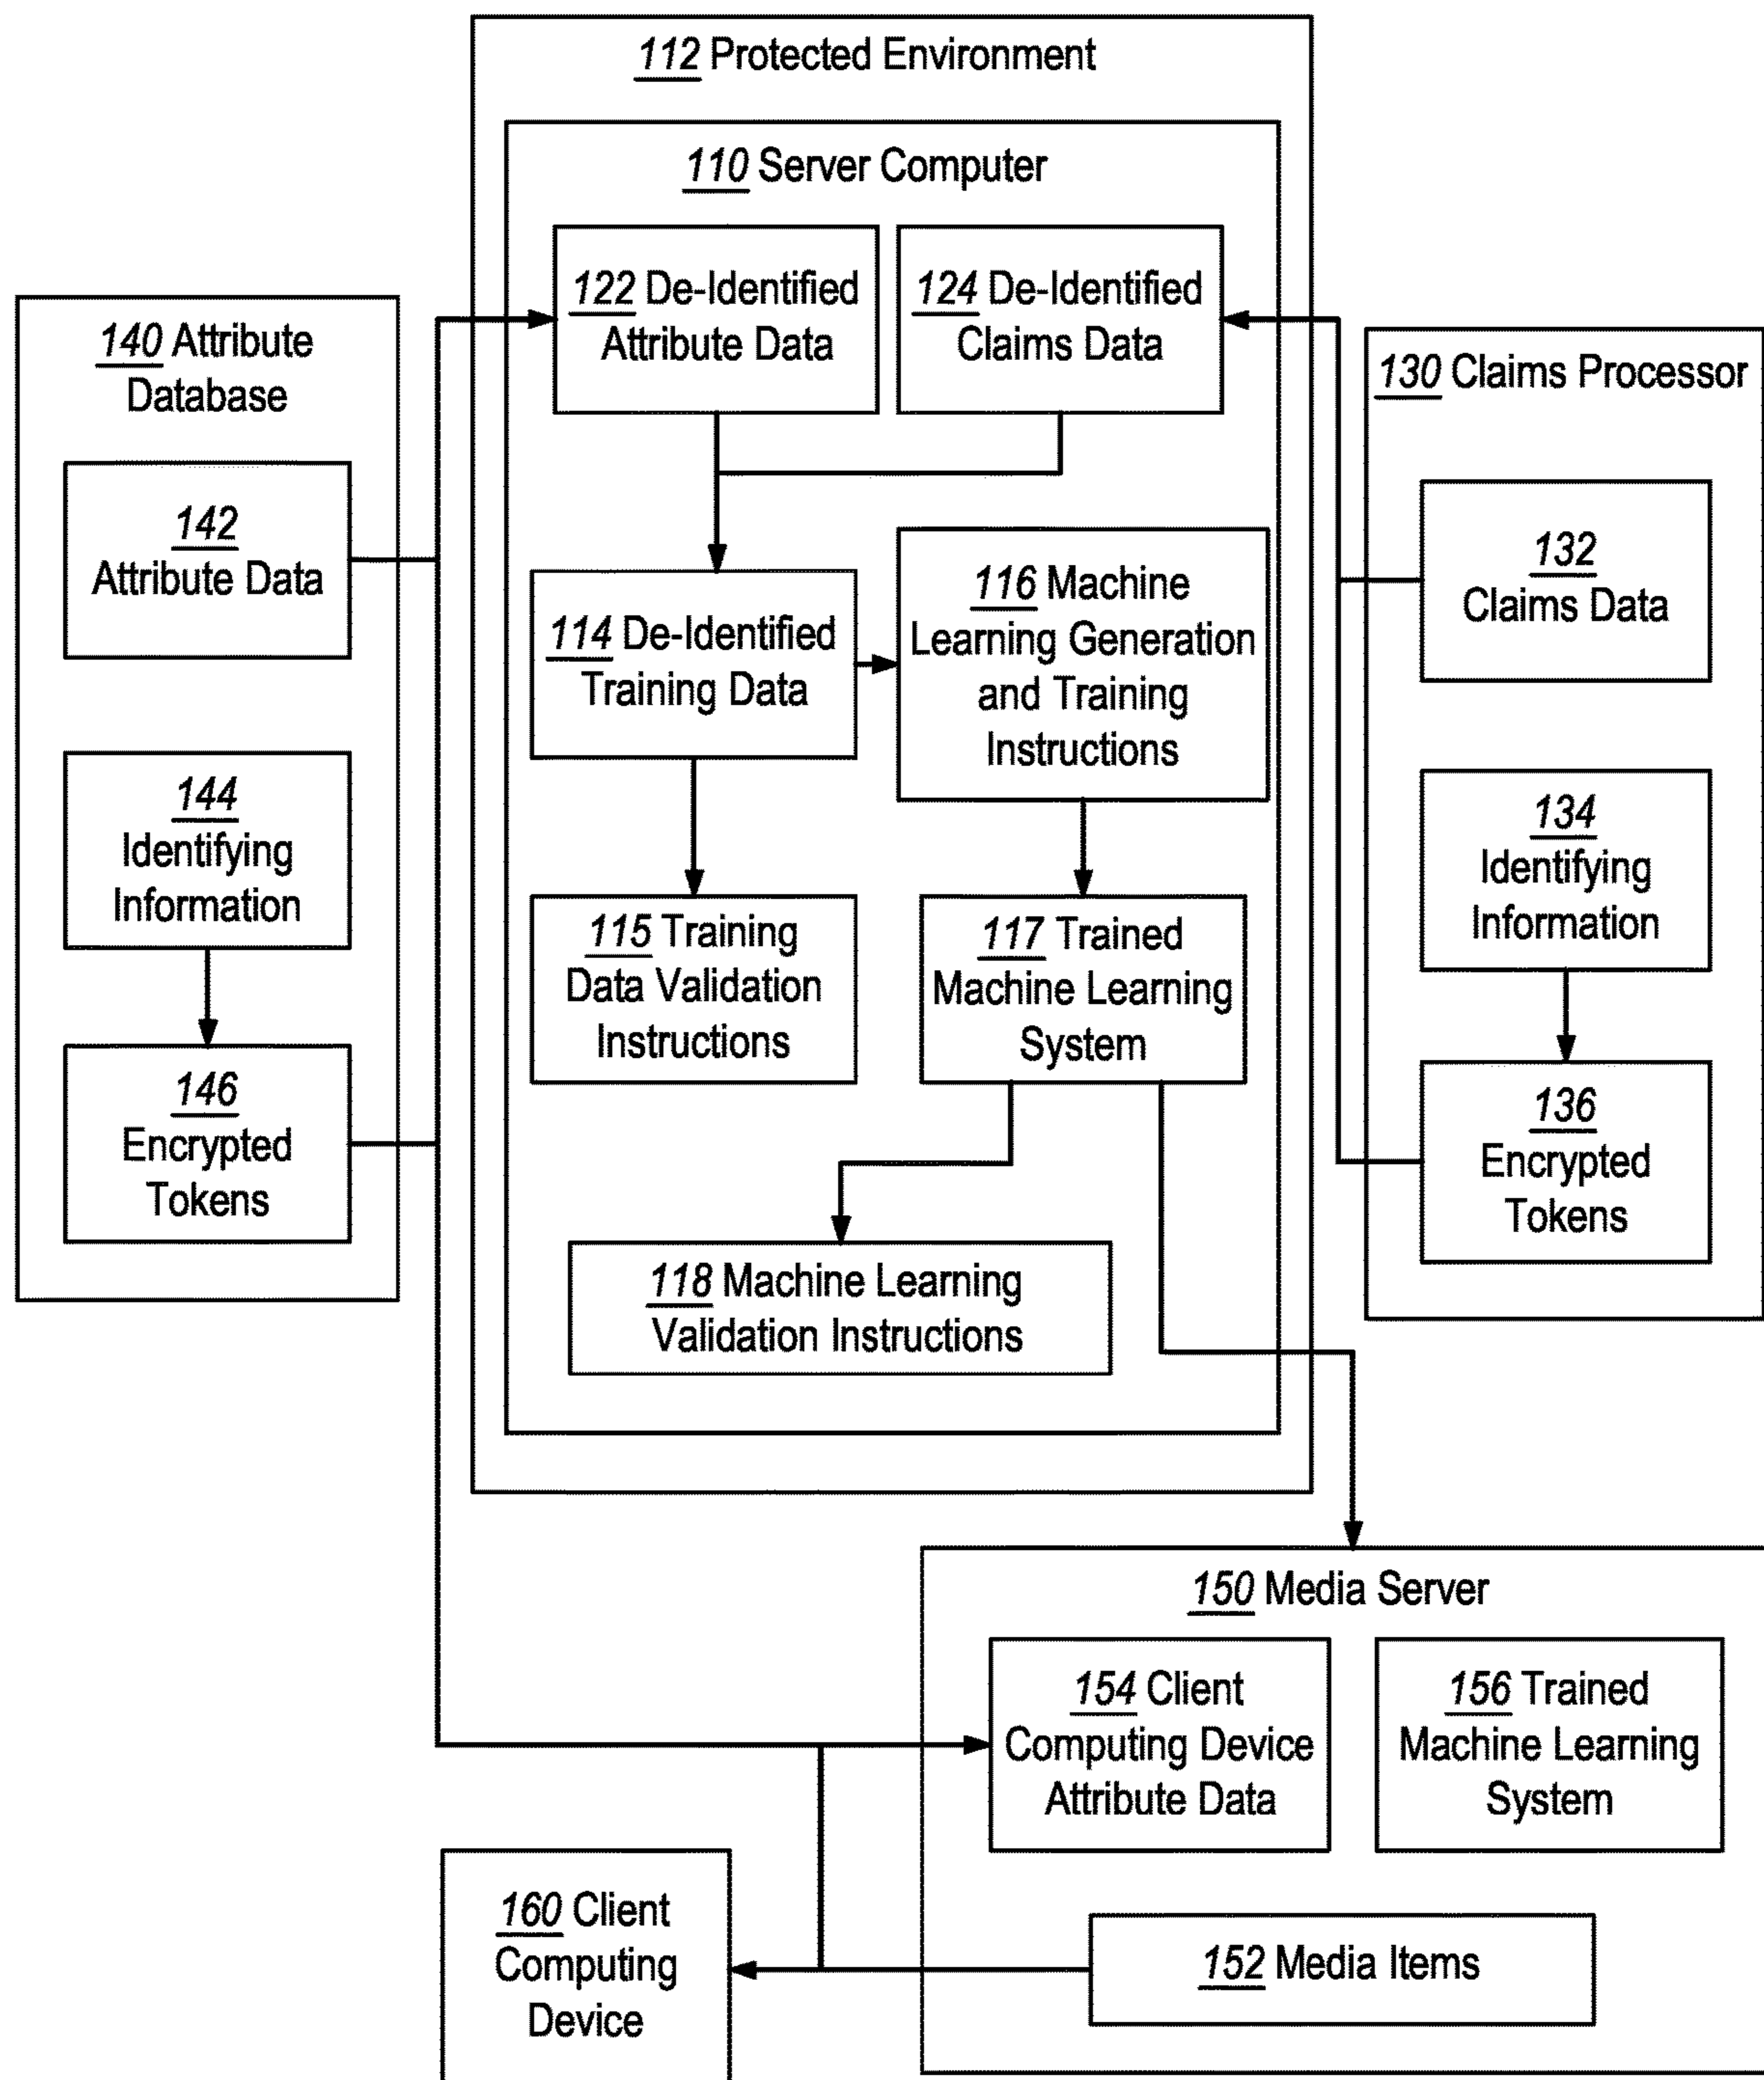 112 Protected Environment
110 Server Computer
122 De-Identified
Attribute Data
124 De-Identified
Claims Data
140 Attribute
Database
142
Attribute Data
144
Identifying
Information
146
Encrypted
Tokens
114 De-Identified
Training Data
116 Machine
Learning Generation
and Training
Instructions
115 Training
Data Validation
Instructions
117 Trained
Machine Learning
System
118 Machine Learning
Validation Instructions
130 Claims Processor
132
Claims Data
134
Identifying
Information
136
Encrypted
Tokens
150 Media Server
154 Client
Computing Device
Attribute Data
156 Trained
Machine Learning
System
152 Media Items
160 Client
Computing
Device